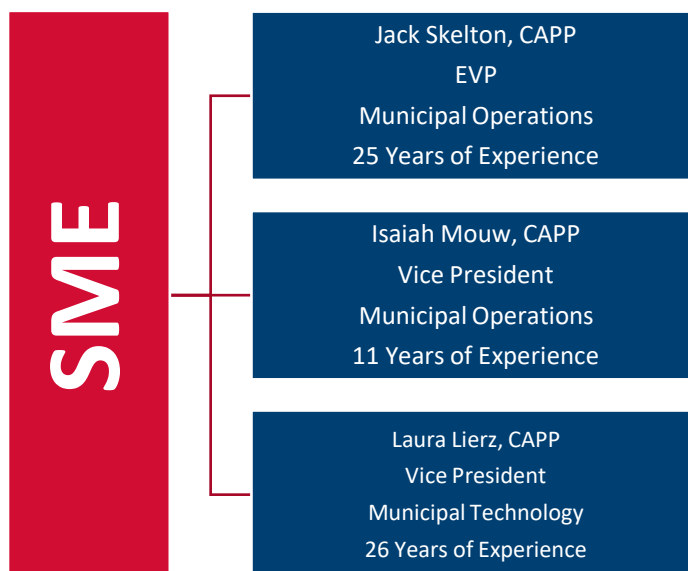 SME
Jack Skelton, CAPP
EVP
Municipal Operations
25 Years of Experience
Isaiah Mouw, CAPP
Vice President
Municipal Operations
11 Years of Experience
Laura Lierz, CAPP
Vice President
Municipal Technology
26 Years of Experience